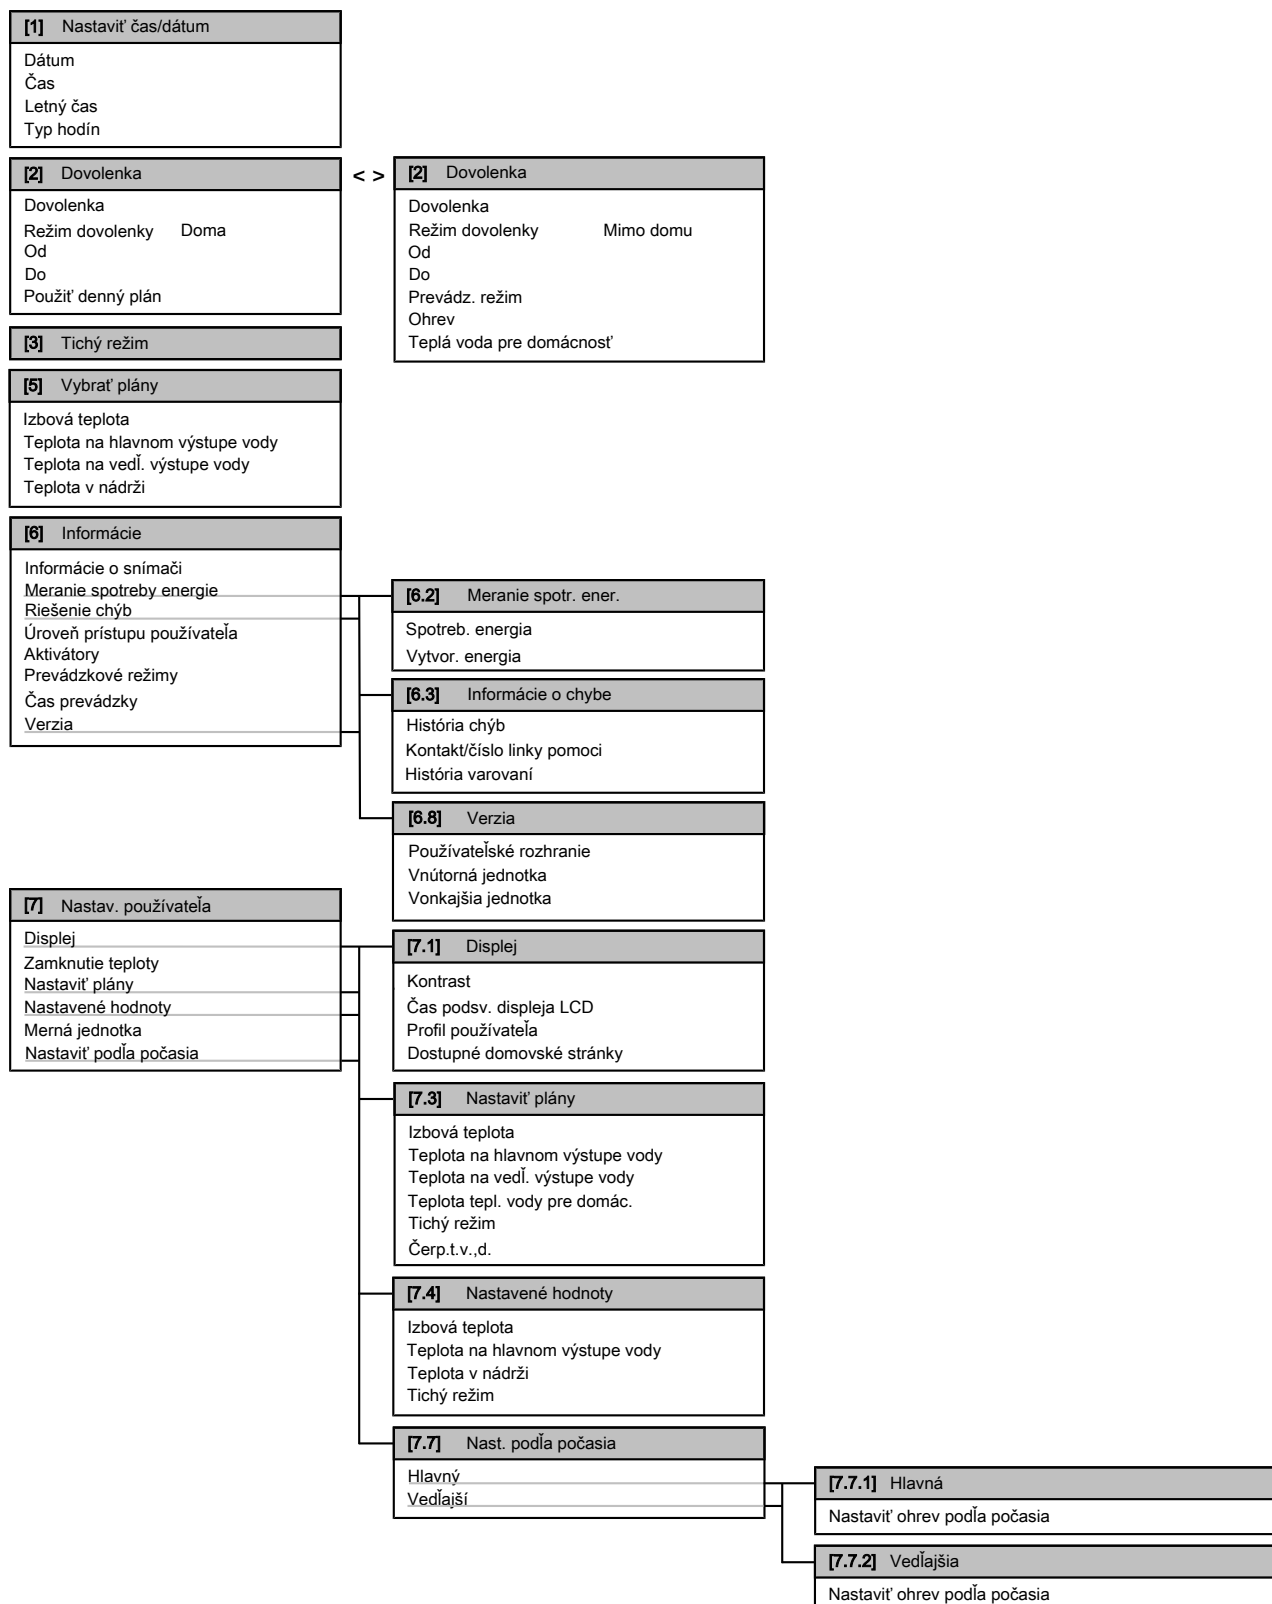 [1] Nastaviť čas/dátum
Dátum
Čas
Letný čas
Typ hodín
[2] Dovolenka
Dovolenka
Režim dovolenky Doma
Od
Do
Použiť denný plán
< >
[2] Dovolenka
Dovolenka
Režim dovolenky Mimo domu
Od
Do
Prevádz. režim
Ohrev
Teplá voda pre domácnosť
[3] Tichý režim
[5] Vybrať plány
Izbová teplota
Teplota na hlavnom výstupe vody
Teplota na vedľ. výstupe vody
Teplota v nádrži
[6] Informácie
Informácie o snímači
Meranie spotreby energie
Riešenie chýb
Úroveň prístupu používateľa
Aktivátory
Prevádzkové režimy
Čas prevádzky
Verzia
[6.2] Meranie spotr. ener.
Spotreb. energia
Vytvor. energia
[6.3] Informácie o chybe
História chýb
Kontakt/číslo linky pomoci
História varovaní
[6.8] Verzia
Používateľské rozhranie
Vnútorná jednotka
Vonkajšia jednotka
[7] Nastav. používateľa
Displej
Zamknutie teploty
Nastaviť plány
Nastavené hodnoty
Merná jednotka
Nastaviť podľa počasia
[7.1] Displej
Kontrast
Čas podsv. displeja LCD
Profil používateľa
Dostupné domovské stránky
[7.3] Nastaviť plány
Izbová teplota
Teplota na hlavnom výstupe vody
Teplota na vedľ. výstupe vody
Teplota tepl. vody pre domác.
Tichý režim
Čerp.t.v.,d.
[7.4] Nastavené hodnoty
Izbová teplota
Teplota na hlavnom výstupe vody
Teplota v nádrži
Tichý režim
[7.7] Nast. podľa počasia
Hlavný
Vedľajší
[7.7.1] Hlavná
Nastaviť ohrev podľa počasia
[7.7.2] Vedľajšia
Nastaviť ohrev podľa počasia